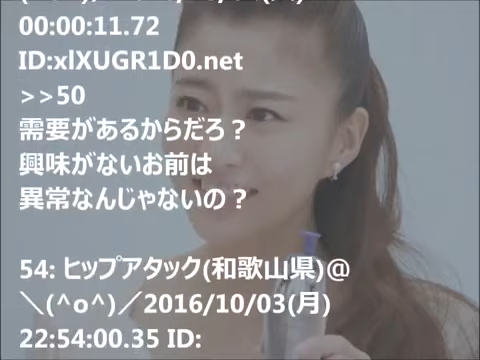 00:00:11.72
ID:xlXUGR1D0.net
>>50
需要があるからだろ？
興味がないお前は
異常なんじゃないの？
54: ヒップアタック(和歌山県)@
＼(^o^)／2016/10/03(月)
22:54:00.35 ID: